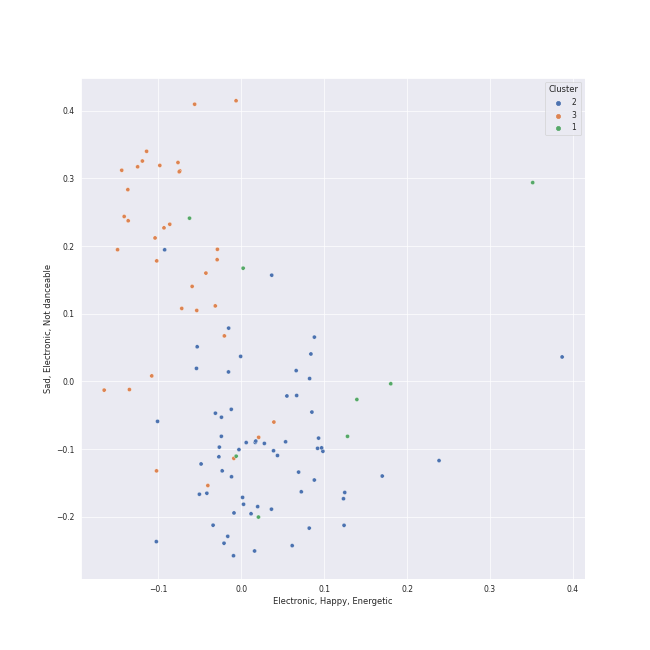 Cluster
2
3
1
0.4
0.3
0.2
0.1
0.0
−0.1
−0.2
Sad, Electronic, Not danceable
−0.1 0.0 0.1 0.2 0.3 0.4
Electronic, Happy, Energetic